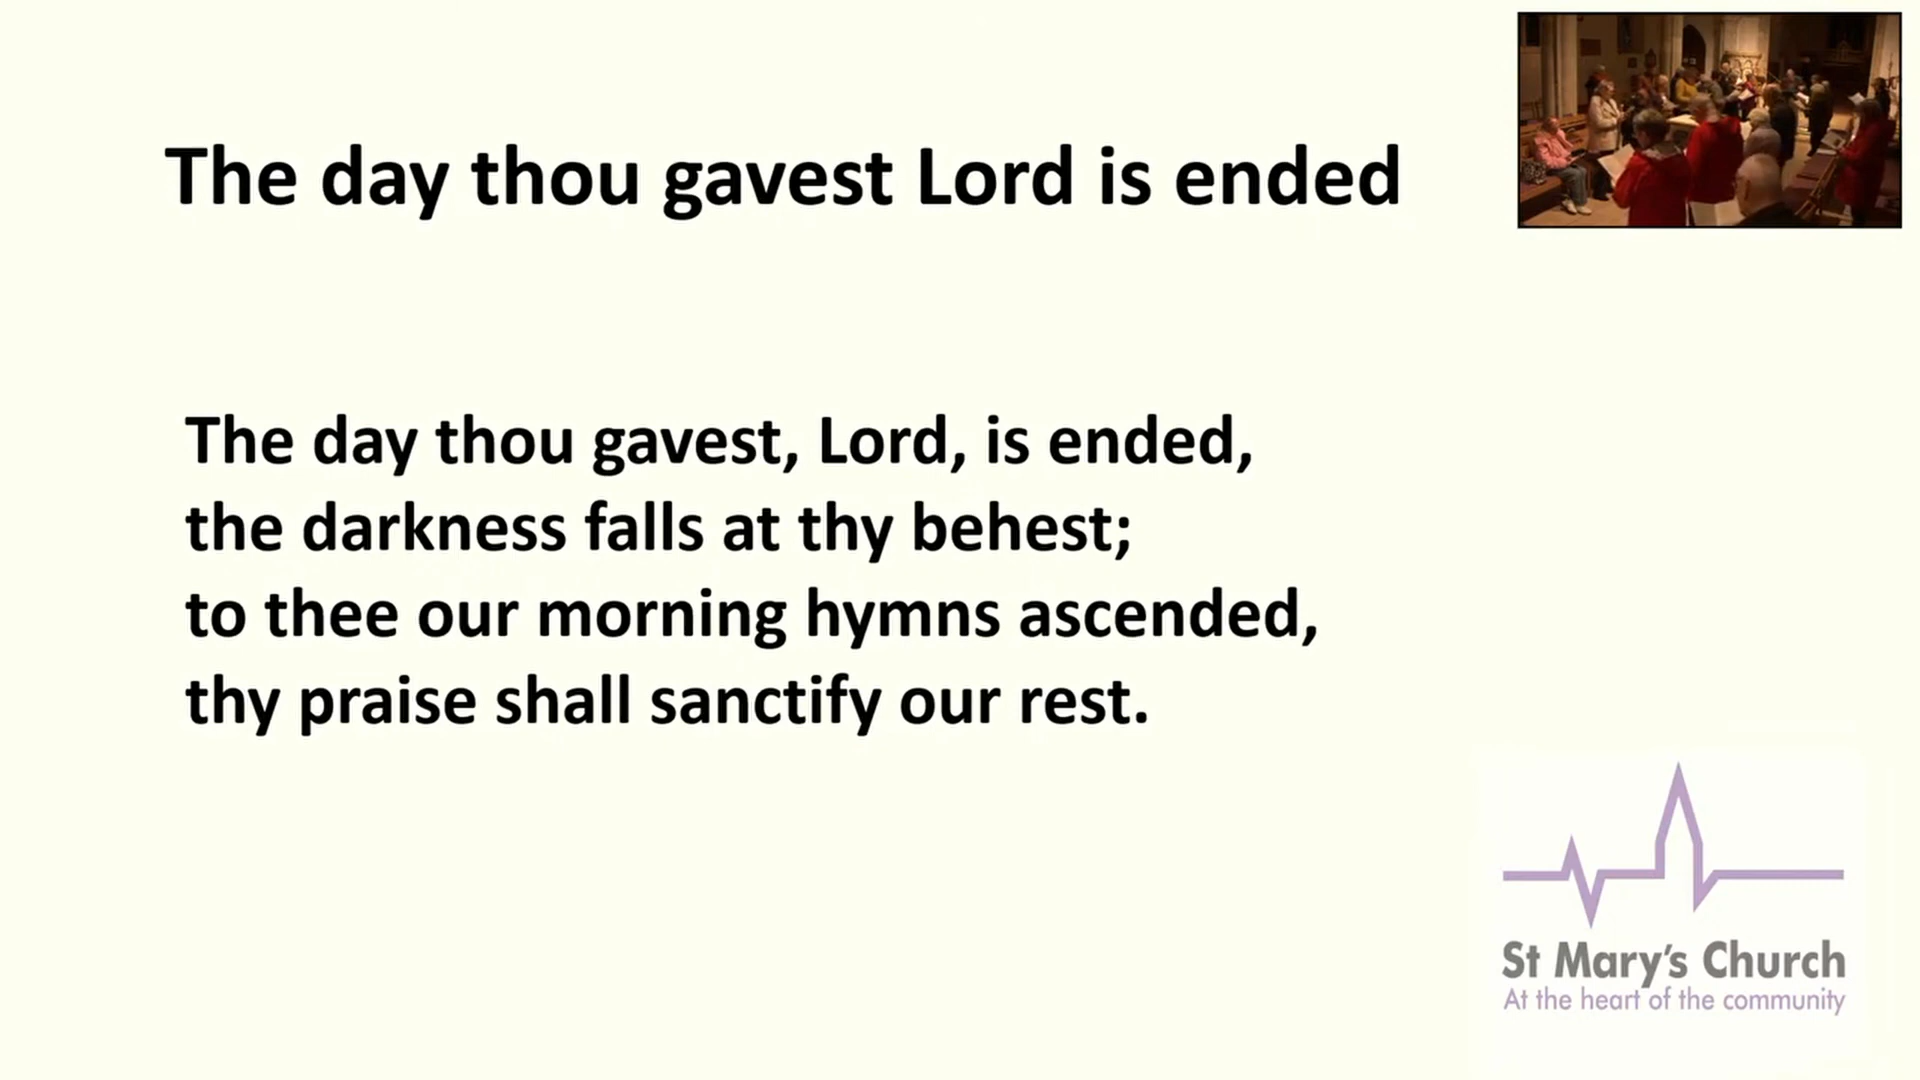 The day thou gavest Lord is ended
The day thou gavest, Lord, is ended,
the darkness falls at thy behest;
to thee our morning hymns ascended,
thy praise shall sanctify our rest.
St Mary's Church
At the heart of the community